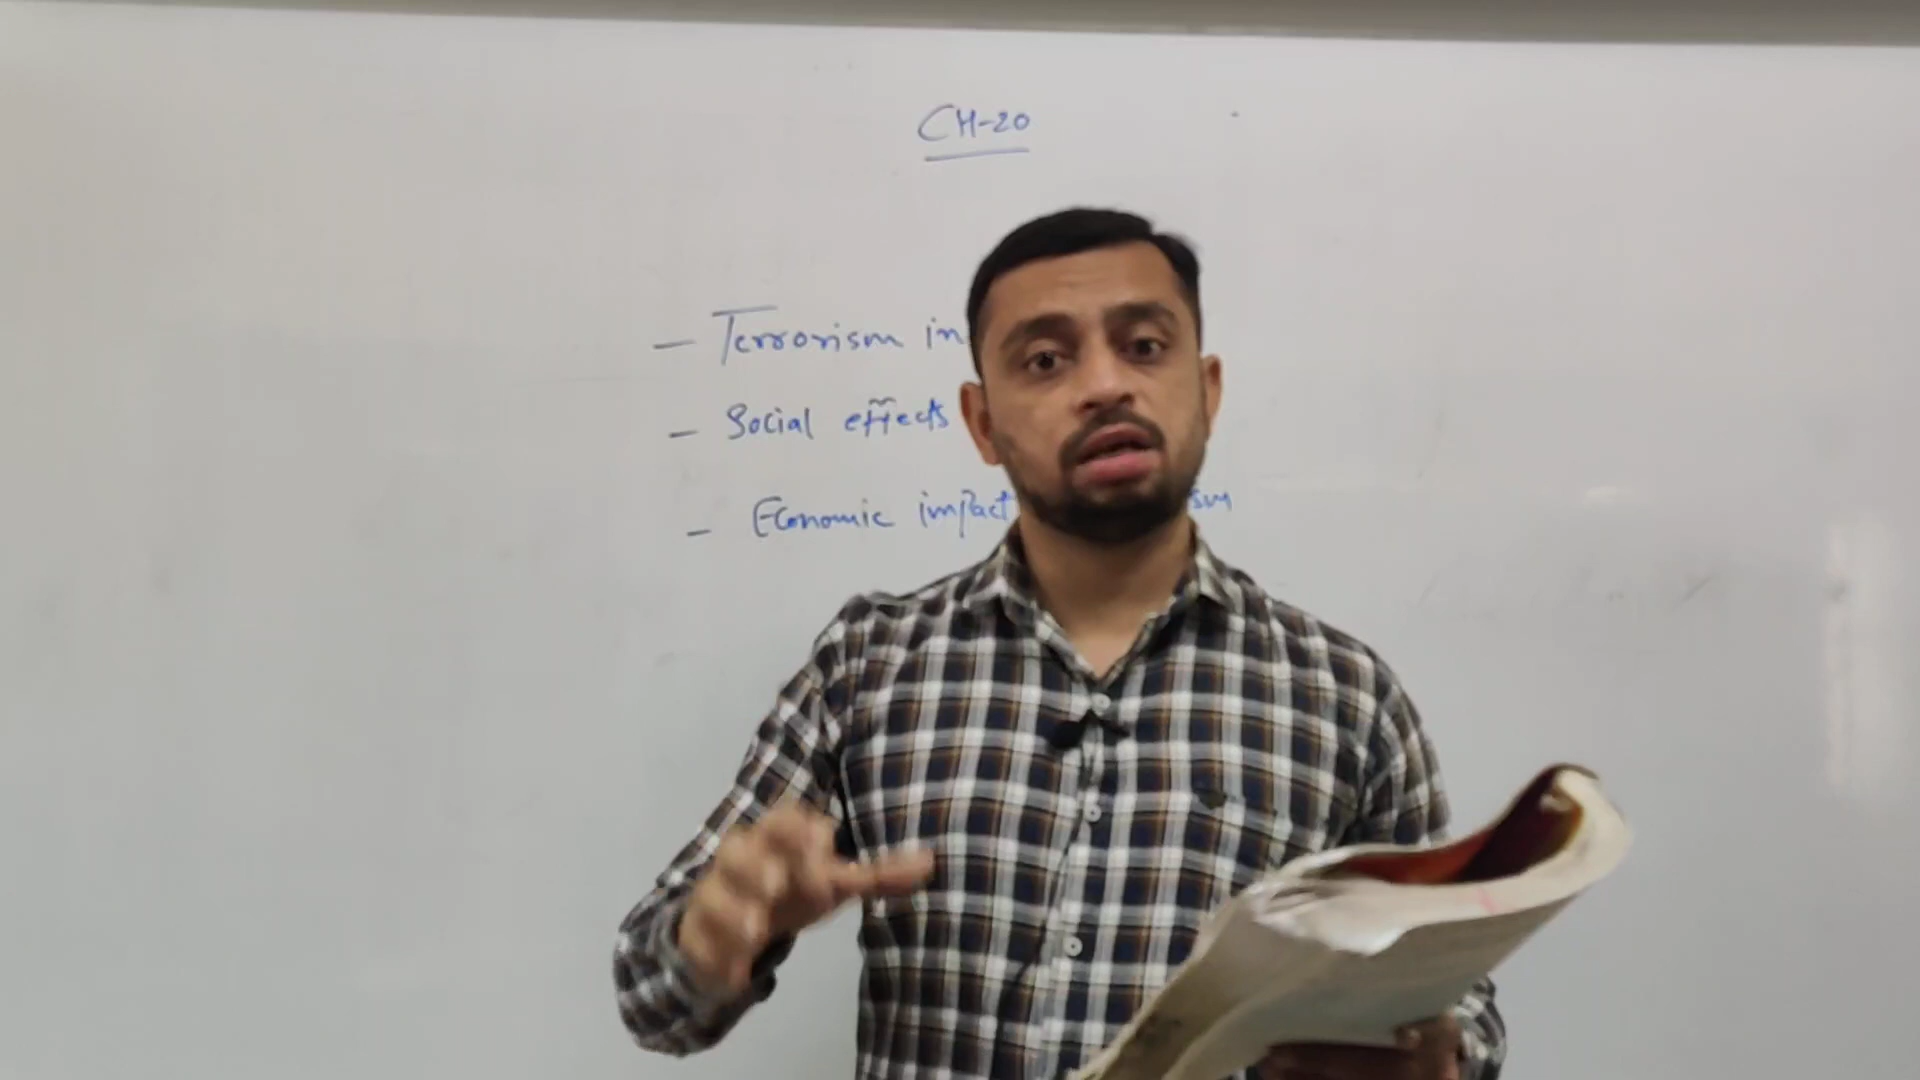 CH-20
- Terrorism in
- Social effects
- Economic impact